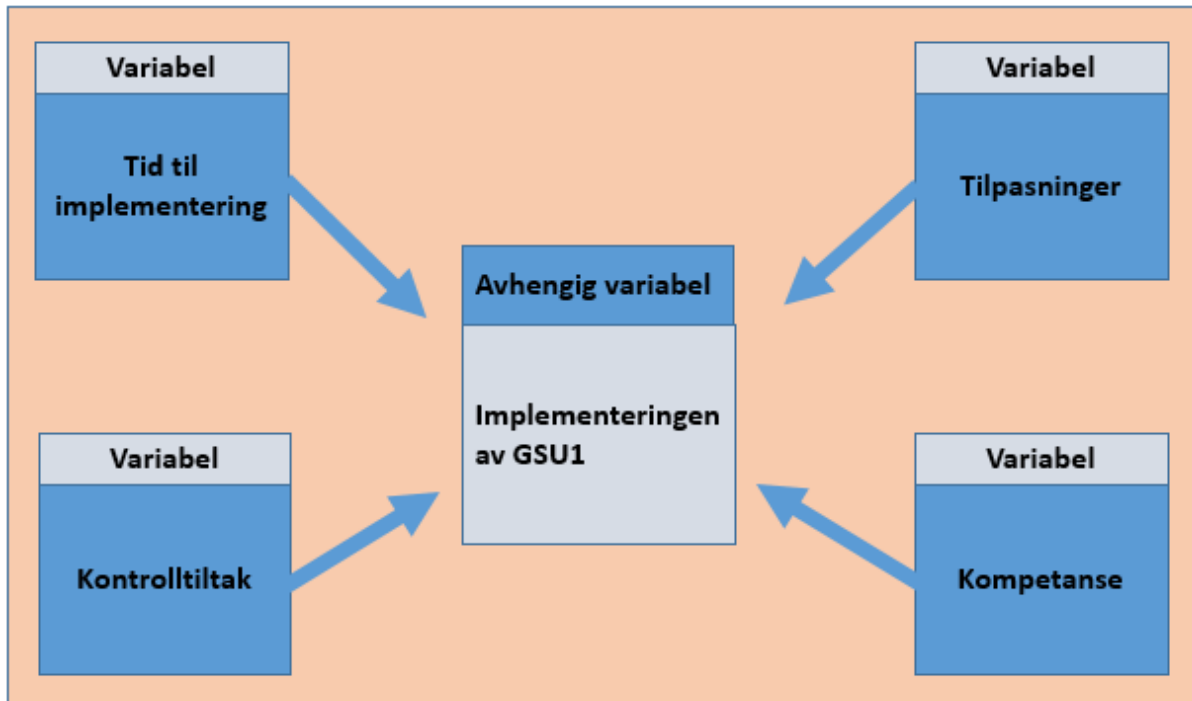 Variabel
Tid til
implementering
Variabel
Tilpasninger
Avhengig variabel
Implementeringen
av GSU1
Variabel
Kontrolltiltak
Variabel
Kompetanse